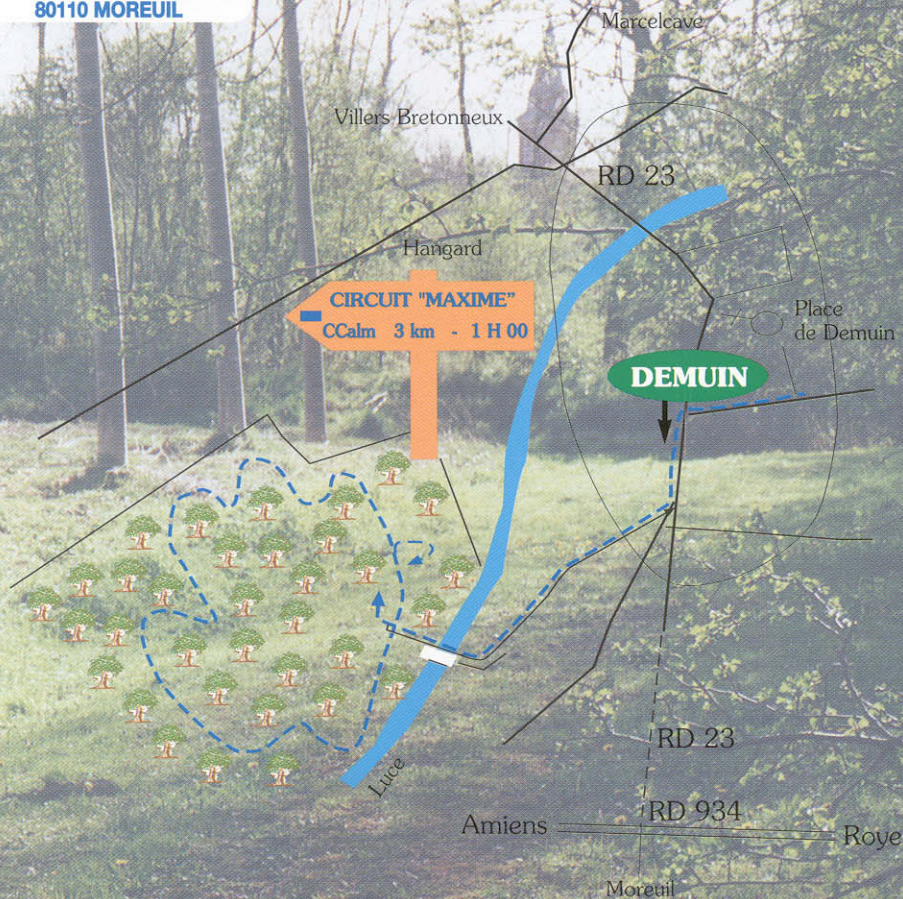 80110 MOREUIL
Marcelcave
Villers Bretonneux
RD 23
Hangard
CIRCUIT "MAXIME"
CCalm 3 km - 1 H 00
Place
de Demuin
DEMUIN
Luce
RD 23
RD 934
Amiens
Roye
Moreuil